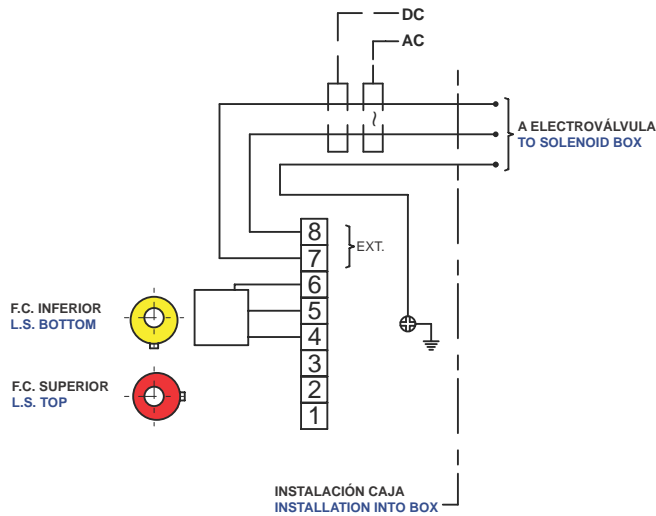 DC
AC
~
A ELECTROVÁLVULA
TO SOLENOID BOX
8
EXT.
7
6
5
4
3
2
1
F.C. INFERIOR
L.S. BOTTOM
F.C. SUPERIOR
L.S. TOP
INSTALACIÓN CAJA
INSTALLATION INTO BOX